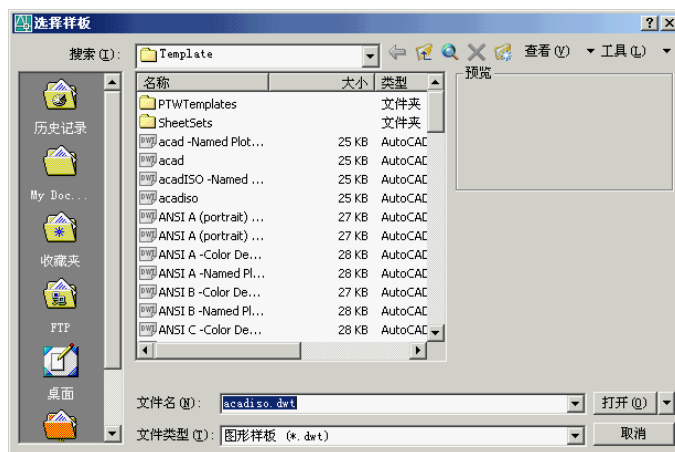 选择样板
搜索(I):
Template
查看(V)
工具(L)
历史记录
My Doc...
收藏夹
FTP
桌面
名称 大小 类型
PTWTemplates 文件夹
SheetSets 文件夹
acad -Named Plot... 25 KB AutoCAD
acad 25 KB AutoCAD
acadISO -Named ... 25 KB AutoCAD
acadiso 25 KB AutoCAD
ANSI A (portrait) ... 27 KB AutoCAD
ANSI A (portrait) ... 27 KB AutoCAD
ANSI A -Color De... 28 KB AutoCAD
ANSI A -Named Pl... 28 KB AutoCAD
ANSI B -Color De... 27 KB AutoCAD
ANSI B -Named Pl... 28 KB AutoCAD
ANSI C -Color De... 28 KB AutoCAD
预览
文件名(N): acadiso.dwt 打开(O)
文件类型(T): 图形样板 (*.dwt) 取消